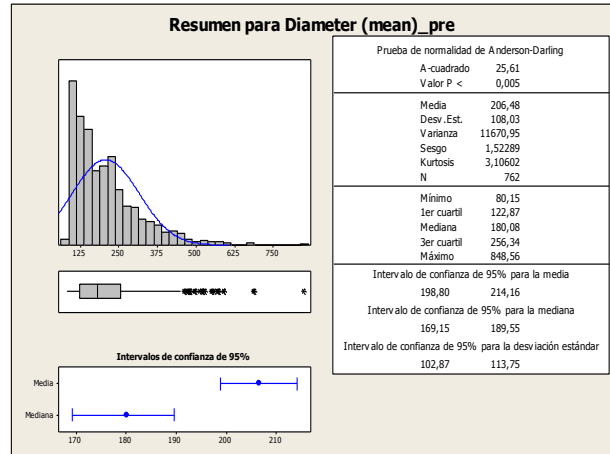 Resumen para Diameter (mean)_pre
125 250 375 500 625 750
Intervalos de confianza de 95%
Media
Mediana
170 180 190 200 210
Prueba de normalidad de Anderson-Darling
A-cuadrado 25,61
Valor P < 0,005
Media 206,48
Desv.Est. 108,03
Varianza 11670,95
Sesgo 1,52289
Kurtosis 3,10602
N 762
Mínimo 80,15
1er cuartil 122,87
Mediana 180,08
3er cuartil 256,34
Máximo 848,56
Intervalo de confianza de 95% para la media
198,80 214,16
Intervalo de confianza de 95% para la mediana
169,15 189,55
Intervalo de confianza de 95% para la desviación estándar
102,87 113,75